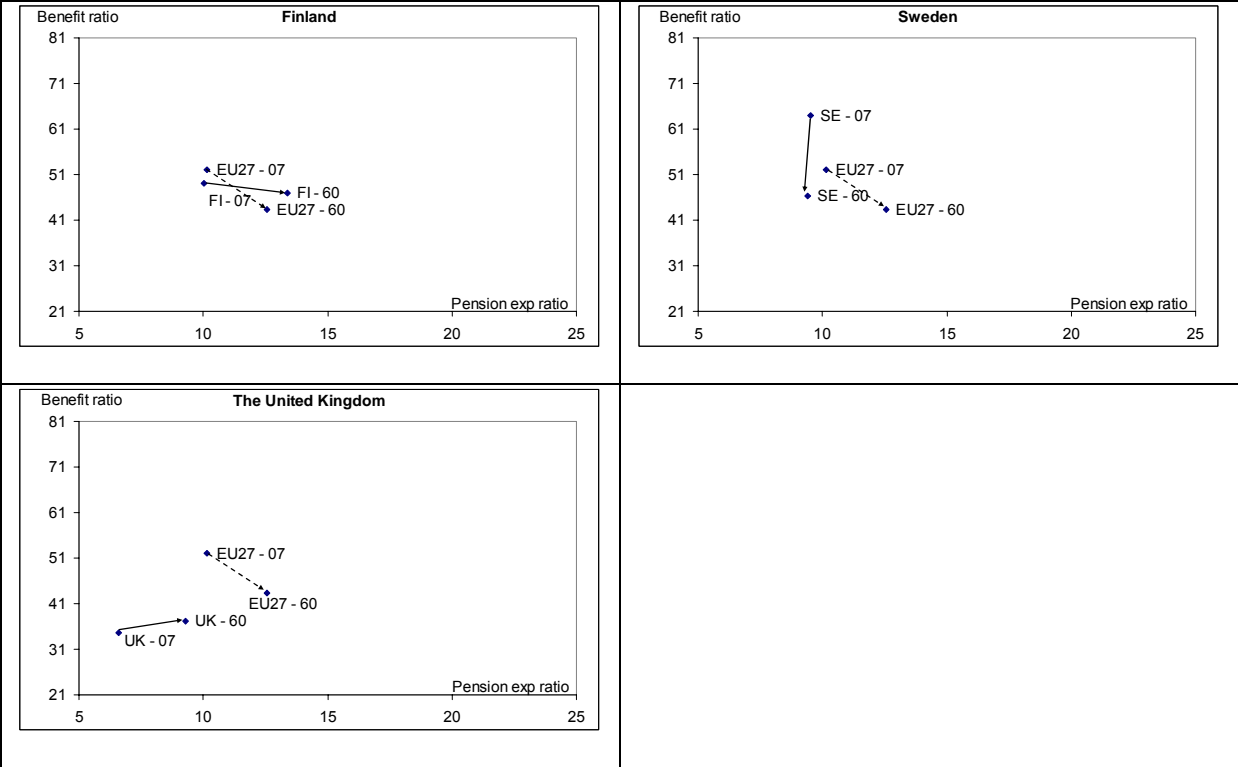 Benefit ratio
Finland
81
71
61
51
41
31
21
EU27 - 07
FI - 07
FI - 60
EU27 - 60
Pension exp ratio
5 10 15 20 25
Benefit ratio
Sweden
81
71
61
51
41
31
21
SE - 07
EU27 - 07
SE - 60
EU27 - 60
Pension exp ratio
5 10 15 20 25
Benefit ratio
The United Kingdom
81
71
61
51
41
31
21
EU27 - 07
EU27 - 60
UK - 60
UK - 07
Pension exp ratio
5 10 15 20 25